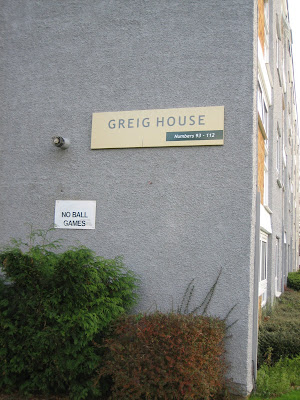 GREIG HOUSE
Numbers 93 - 112
NO BALL
GAMES